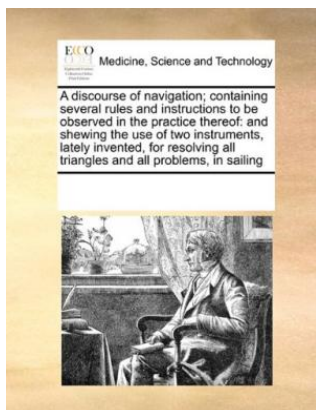 ECCO
Medicine, Science and Technology
A discourse of navigation; containing
several rules and instructions to be
observed in the practice thereof: and
shewing the use of two instruments,
lately invented, for resolving all
triangles and all problems, in sailing